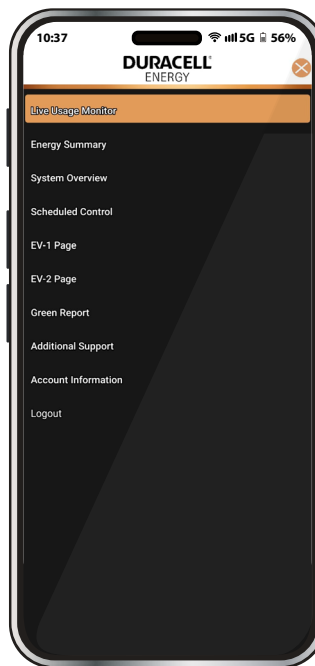 10:37 5G 56%
DURACELL
ENERGY
Live Usage Monitor
Energy Summary
System Overview
Scheduled Control
EV-1 Page
EV-2 Page
Green Report
Additional Support
Account Information
Logout